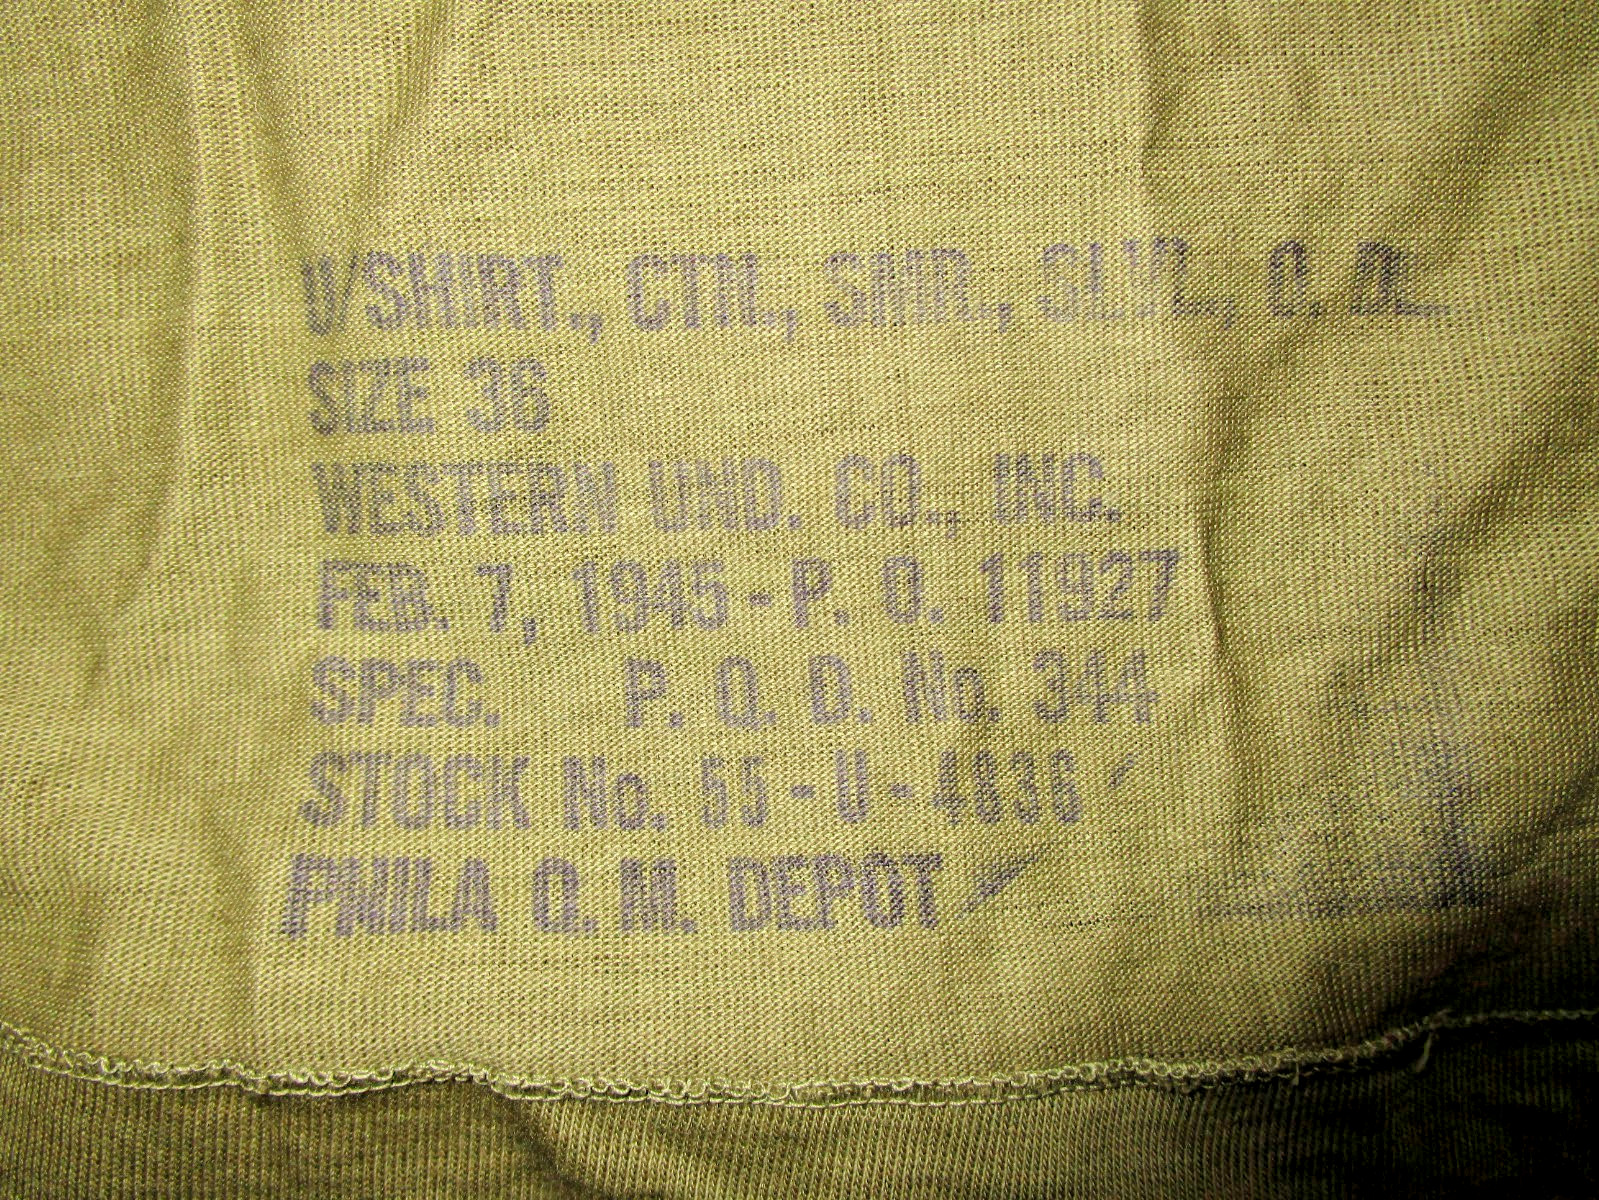 U/SHIRT., CTN., SHR., SLVL., O. D.
SIZE 36
WESTERN UND. CO., INC.
FEB. 7, 1945 - P. O. 11927
SPEC. P. Q. D. No. 344
STOCK No. 55 - U - 4836
PHILA Q. M. DEPOT